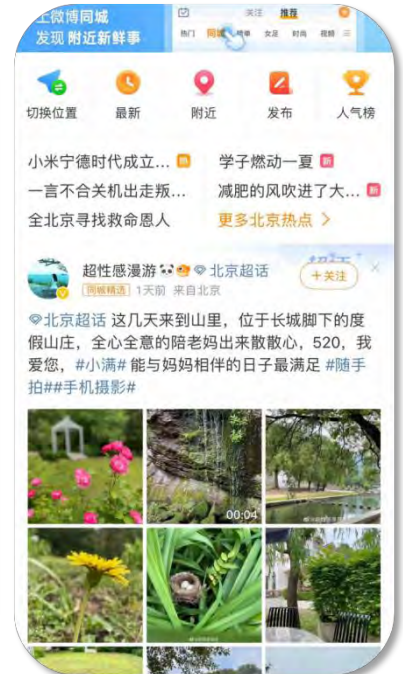 上微博同城
发现 附近新鲜事
关注 推荐
热门 同城 榜单 女足 时尚 视频
切换位置 最新 附近 发布 人气榜
小米宁德时代成立... 热
学子燃动一夏 新
一言不合关机出走叛...
减肥的风吹进了大... 新
全北京寻找救命恩人
更多北京热点 >
超性感漫游 北京超话
+关注
同城精选 1天前 来自北京
北京超话 这几天来到山里，位于长城脚下的度
假山庄，全心全意的陪老妈出来散散心，520，我
爱您，#小满# 能与妈妈相伴的日子最满足 #随手
拍##手机摄影#
00:04